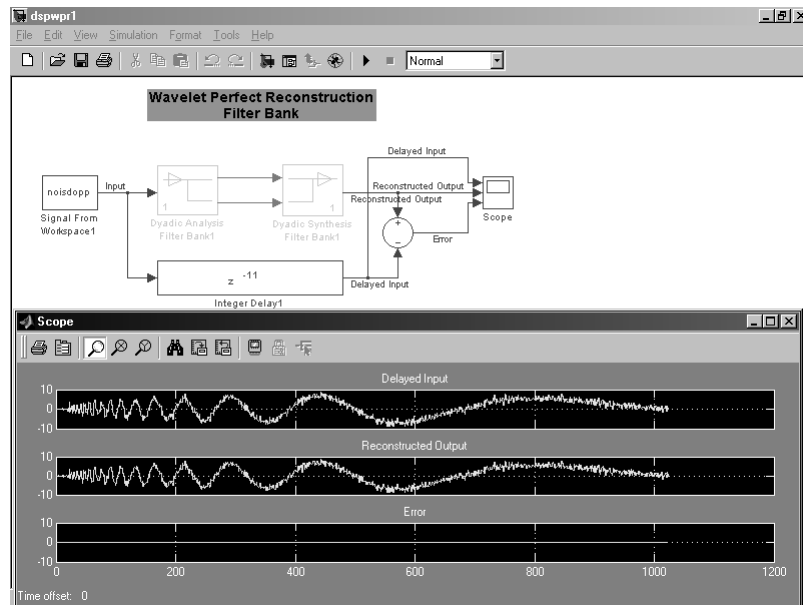 dspwpr1
File Edit View Simulation Format Tools Help
Normal
Wavelet Perfect Reconstruction
Filter Bank
Delayed Input
noisdopp
Input
Signal From
Workspace1
1
Dyadic Analysis
Filter Bank1
1
Dyadic Synthesis
Filter Bank1
Reconstructed Output
Reconstructed Output
+
−
Error
Scope
z -11
Integer Delay1
Delayed Input
Scope
Delayed Input
10
0
-10
Reconstructed Output
10
0
-10
Error
10
0
-10
0 200 400 600 800 1000 1200
Time offset: 0